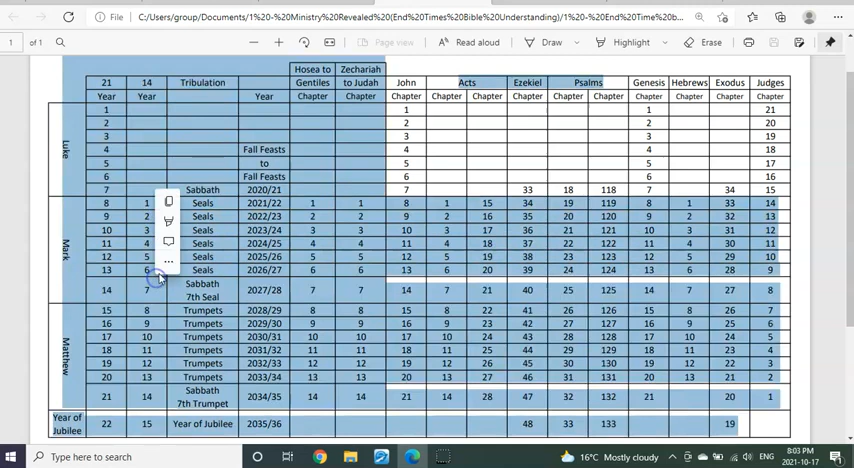 File C:/Users/group/Documents/1%20-%20Ministry%20Revealed%20(End%20Times%20Bible%20Understanding)/1%20-%20End%20Time%20b...
1 of 1 Page view Read aloud Draw Highlight Erase
Hosea to Zechariah
21 14 Tribulation Gentiles to Judah John Acts Ezekiel Psalms Genesis Hebrews Exodus Judges
Year Year Year Chapter Chapter Chapter Chapter Chapter Chapter Chapter Chapter Chapter Chapter Chapter Chapter
Luke
1 1 1 21
2 2 2 20
3 3 3 19
4 Fall Feasts 4 4 18
5 to 5 5 17
6 Fall Feasts 6 6 16
7 Sabbath 2020/21 7 33 18 118 7 34 15
Mark
8 1 Seals 2021/22 1 1 8 1 15 34 19 119 8 1 33 14
9 2 Seals 2022/23 2 2 9 2 16 35 20 120 9 2 32 13
10 3 Seals 2023/24 3 3 10 3 17 36 21 121 10 3 31 12
11 4 Seals 2024/25 4 4 11 4 18 37 22 122 11 4 30 11
12 5 Seals 2025/26 5 5 12 5 19 38 23 123 12 5 29 10
13 6 Seals 2026/27 6 6 13 6 20 39 24 124 13 6 28 9
14 7 Sabbath 2027/28 7 7 14 7 21 40 25 125 14 7 27 8
7th Seal
Matthew
15 8 Trumpets 2028/29 8 8 15 8 22 41 26 126 15 8 26 7
16 9 Trumpets 2029/30 9 9 16 9 23 42 27 127 16 9 25 6
17 10 Trumpets 2030/31 10 10 17 10 24 43 28 128 17 10 24 5
18 11 Trumpets 2031/32 11 11 18 11 25 44 29 129 18 11 23 4
19 12 Trumpets 2032/33 12 12 19 12 26 45 30 130 19 12 22 3
20 13 Trumpets 2033/34 13 13 20 13 27 46 31 131 20 13 21 2
21 14 Sabbath 2034/35 14 14 21 14 28 47 32 132 21 20 1
7th Trumpet
Year of
Jubilee 22 15 Year of Jubilee 2035/36 48 33 133 19
Type here to search 16°C Mostly cloudy ENG 8:03 PM
2021-10-17